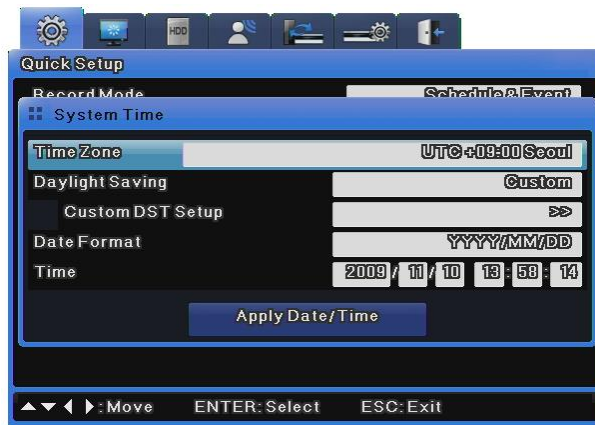 HDD
Quick Setup
Record Mode Schedule & Event
System Time
Time Zone UTC +09:00 Seoul
Daylight Saving Custom
Custom DST Setup >>
Date Format YYYY/MM/DD
Time 2009 / 11 / 10 13 : 58 : 14
Apply Date/Time
:Move ENTER:Select ESC:Exit